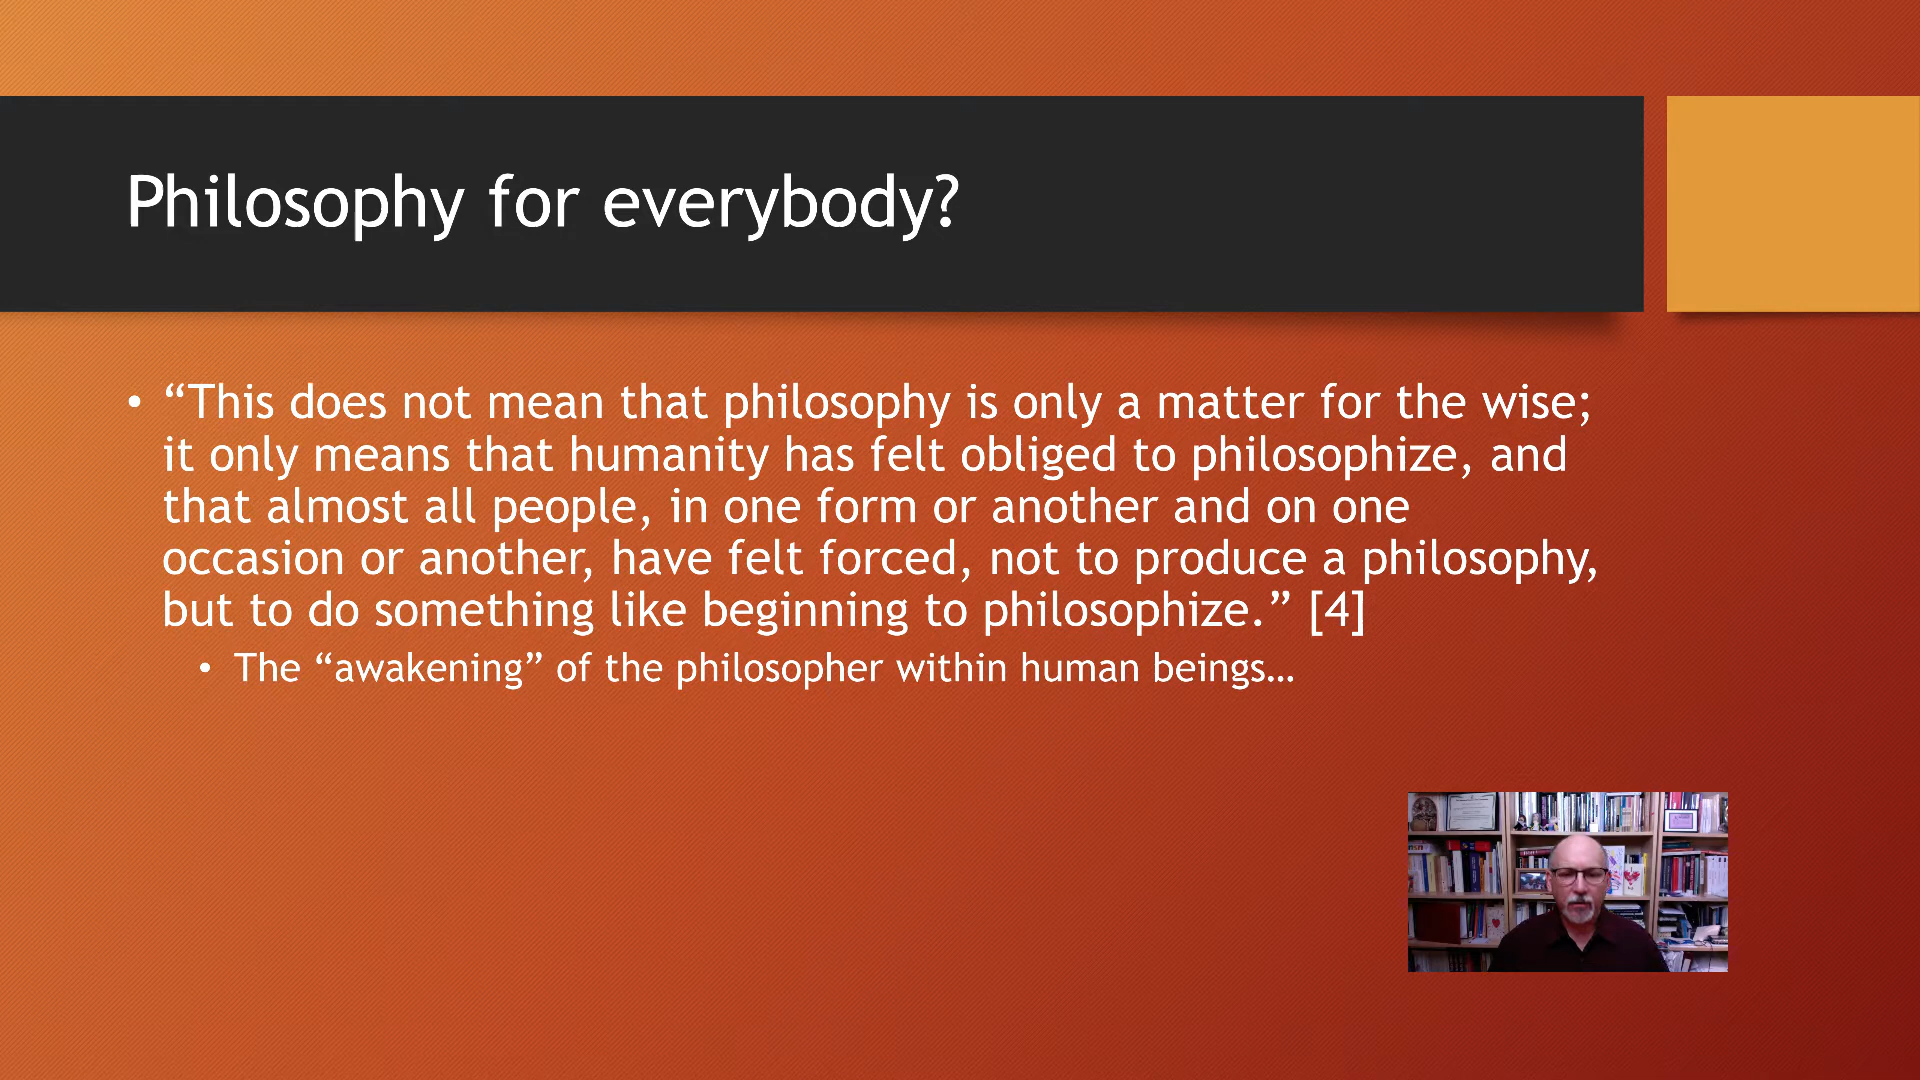 Philosophy for everybody?
• “This does not mean that philosophy is only a matter for the wise;
it only means that humanity has felt obliged to philosophize, and
that almost all people, in one form or another and on one
occasion or another, have felt forced, not to produce a philosophy,
but to do something like beginning to philosophize.” [4]
• The “awakening” of the philosopher within human beings…